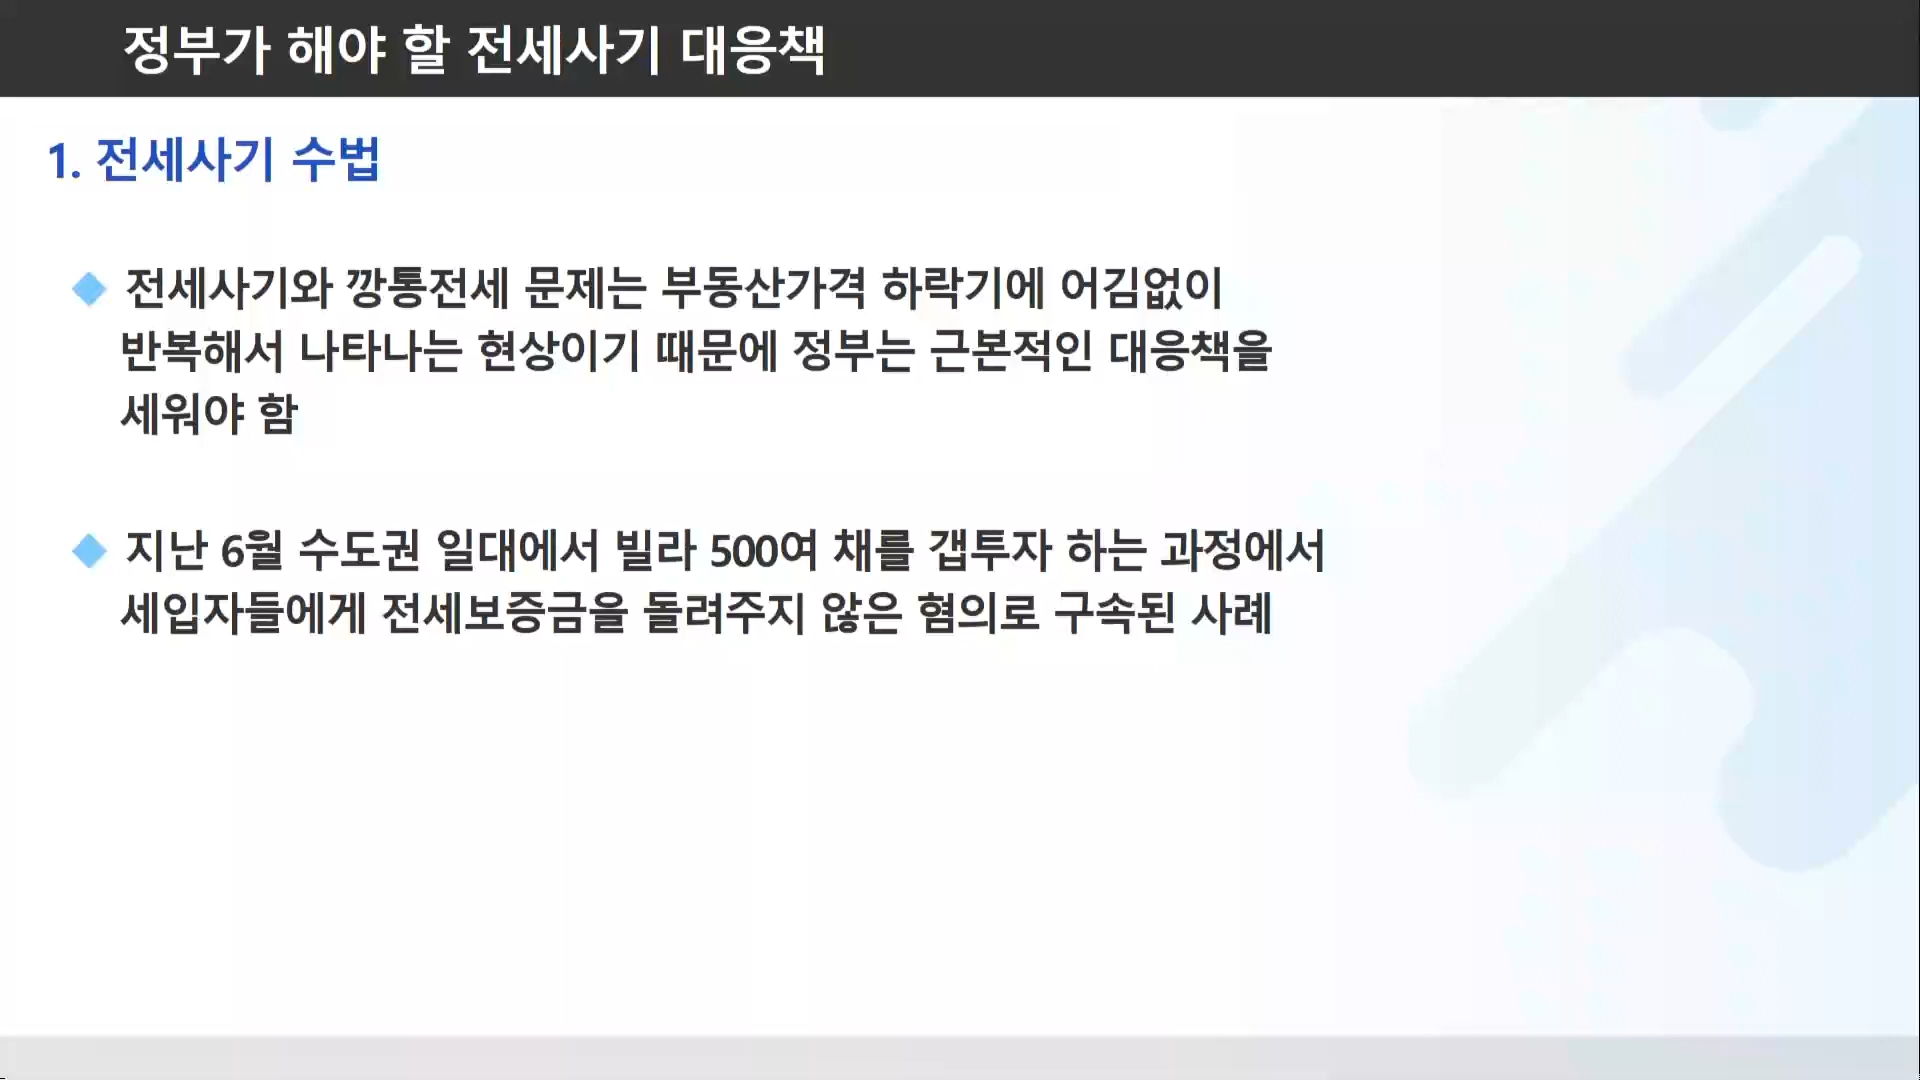 정부가 해야 할 전세사기 대응책
1. 전세사기 수법
전세사기와 깡통전세 문제는 부동산가격 하락기에 어김없이
반복해서 나타나는 현상이기 때문에 정부는 근본적인 대응책을
세워야 함
지난 6월 수도권 일대에서 빌라 500여 채를 갭투자 하는 과정에서
세입자들에게 전세보증금을 돌려주지 않은 혐의로 구속된 사례